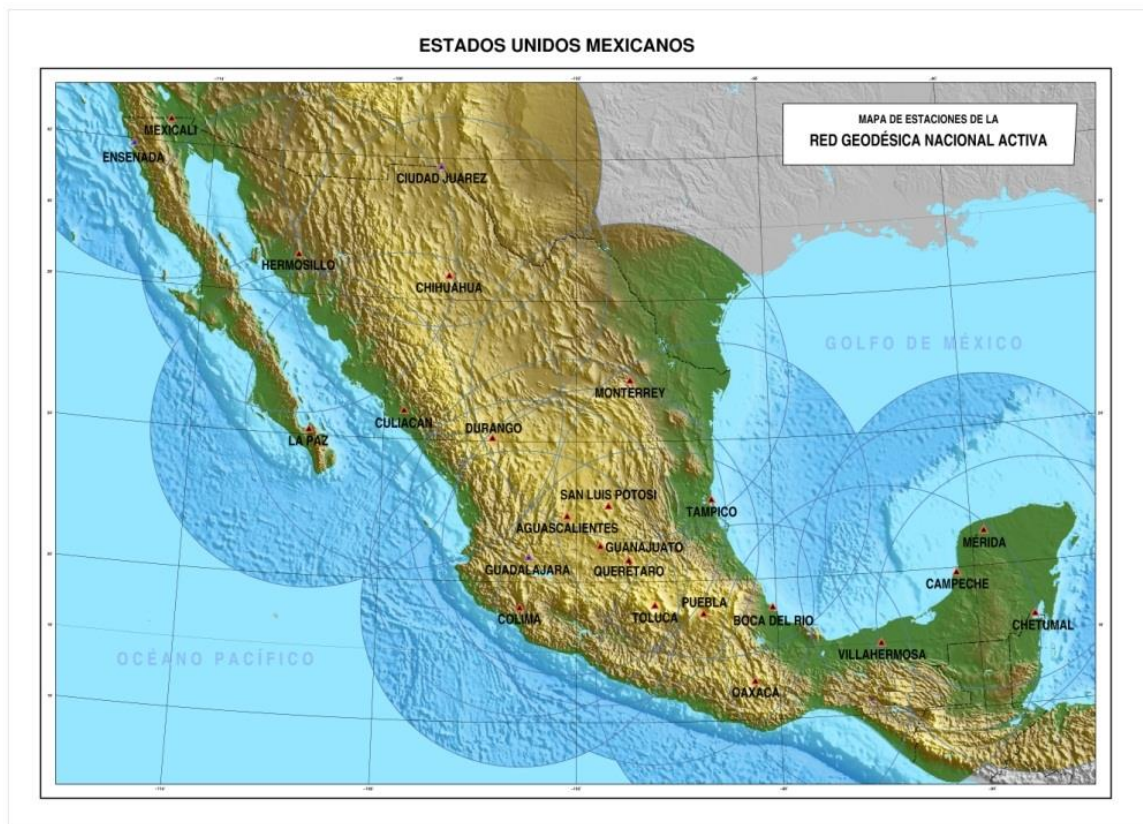 ESTADOS UNIDOS MEXICANOS
MAPA DE ESTACIONES DE LA
RED GEODÉSICA NACIONAL ACTIVA
MEXICALI
ENSENADA
CIUDAD JUAREZ
HERMOSILLO
CHIHUAHUA
GOLFO DE MÉXICO
MONTERREY
CULIACAN
DURANGO
LA PAZ
SAN LUIS POTOSI
TAMPICO
AGUASCALIENTES
MÉRIDA
GUANAJUATO
GUADALAJARA
QUERETARO
CAMPECHE
PUEBLA
COLIMA
TOLUCA
BOCA DEL RIO
CHETUMAL
VILLAHERMOSA
OCÉANO PACÍFICO
OAXACA